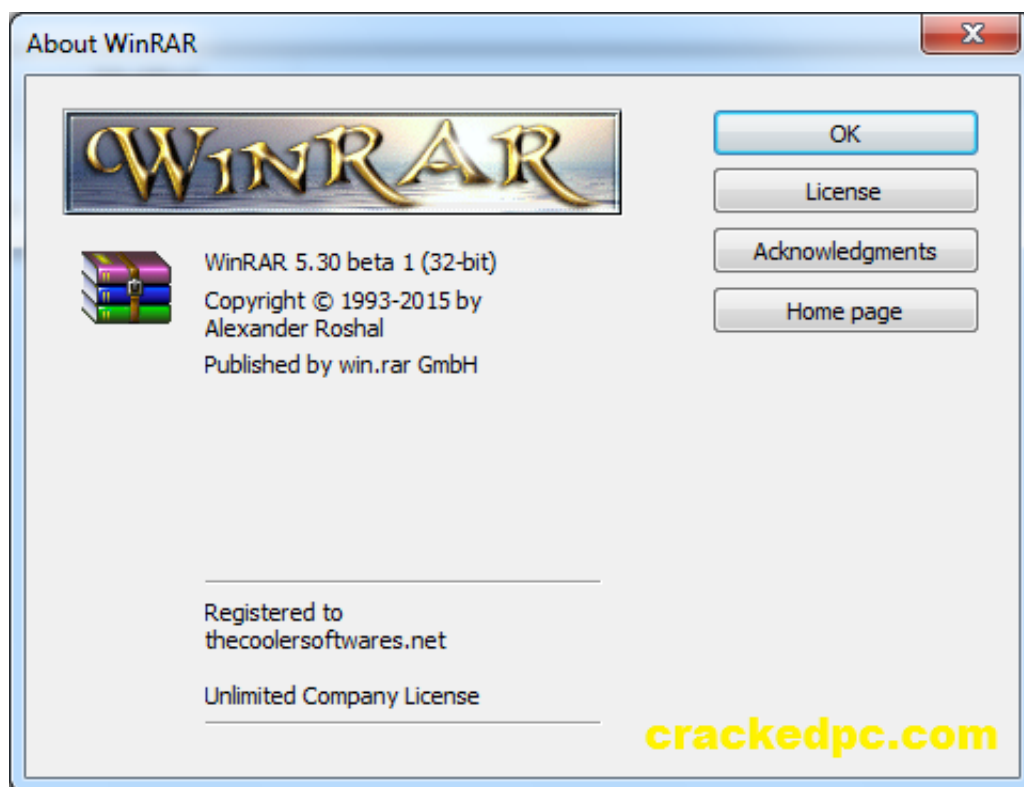 About WinRAR
WinRAR
OK
License
Acknowledgments
Home page
WinRAR 5.30 beta 1 (32-bit)
Copyright © 1993-2015 by
Alexander Roshal
Published by win.rar GmbH
Registered to
thecoolersoftwares.net
Unlimited Company License
crackedpc.com